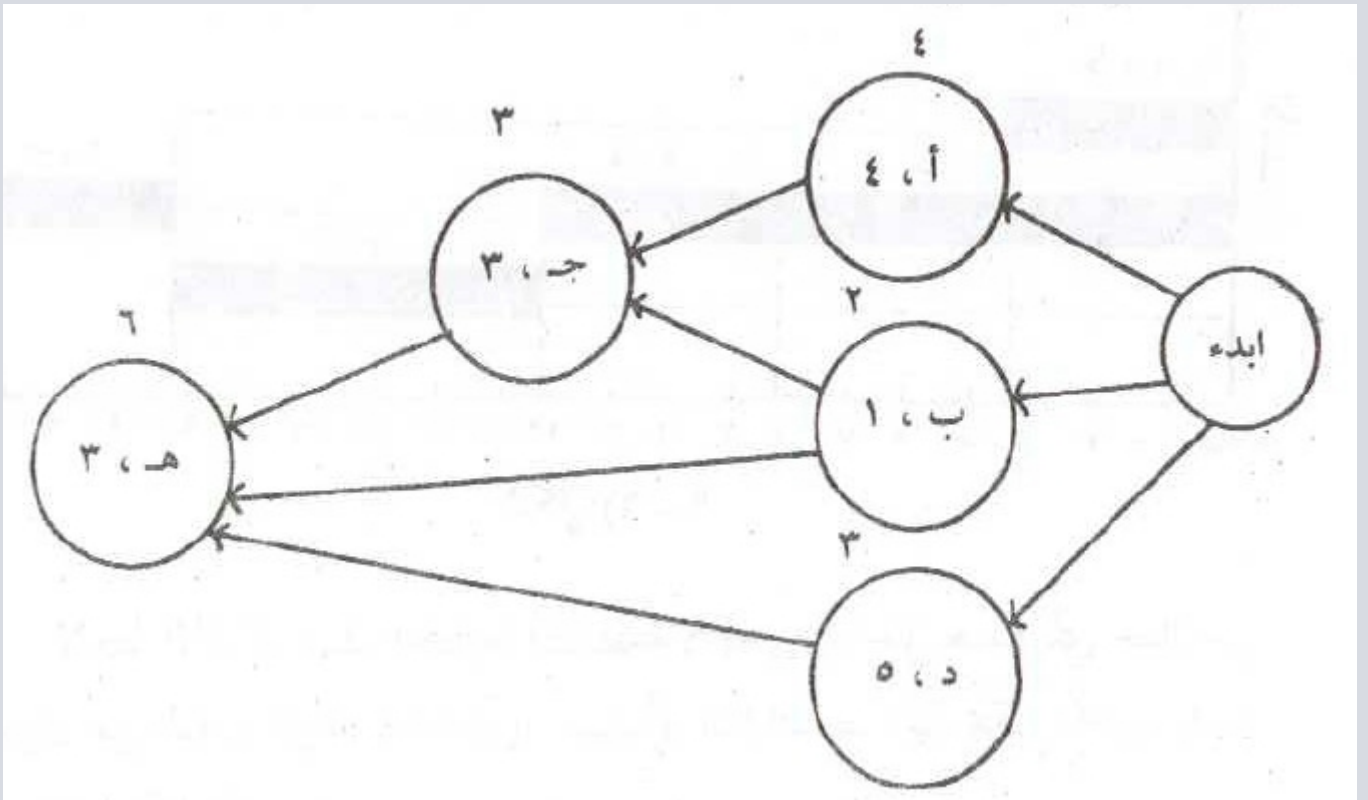 ٤
أ ، ٤
٣
جـ ، ٣
ابدء
٢
ب ، ١
٦
هـ ، ٣
٣
د ، ٥